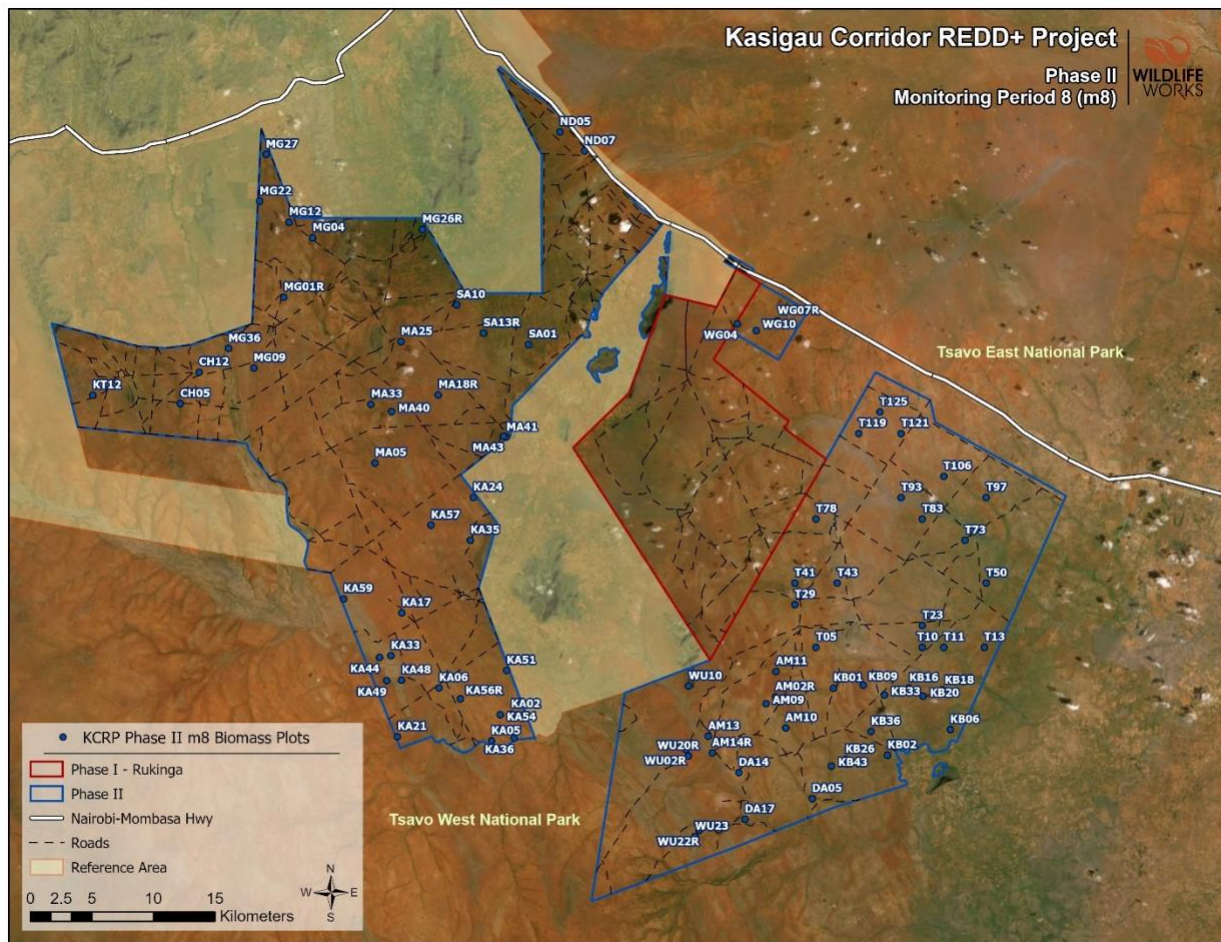 Kasigau Corridor REDD+ Project
Phase II
Monitoring Period 8 (m8)
WILDLIFE
WORKS
ND05
ND07
MG27
MG22
MG12
MG04
MG26R
MG01R
SA10
SA13R
SA01
MA25
MG36
MG09
CH12
KT12
CH05
MA33
MA40
MA18R
MA41
MA43
MA05
KA24
KA57
KA35
WG07R
WG10
WG04
Tsavo East National Park
T125
T119
T121
T106
T93
T97
T78
T83
T73
T41
T43
T50
T29
T23
T05
T10
T11
T13
KA59
KA17
KA33
KA44
KA48
KA49
KA06
KA51
KA56R
KA02
KA54
KA21
KA05
KA36
WU10
AM11
AM02R
AM09
KB01
KB09
KB16
KB18
KB33
KB20
AM13
AM10
KB36
KB06
WU20R
AM14R
WU02R
KB26
KB02
DA14
KB43
DA05
DA17
WU23
WU22R
Tsavo West National Park
KCRP Phase II m8 Biomass Plots
Phase I - Rukinga
Phase II
Nairobi-Mombasa Hwy
Roads
Reference Area
N
W E
S
0 2.5 5 10 15
Kilometers